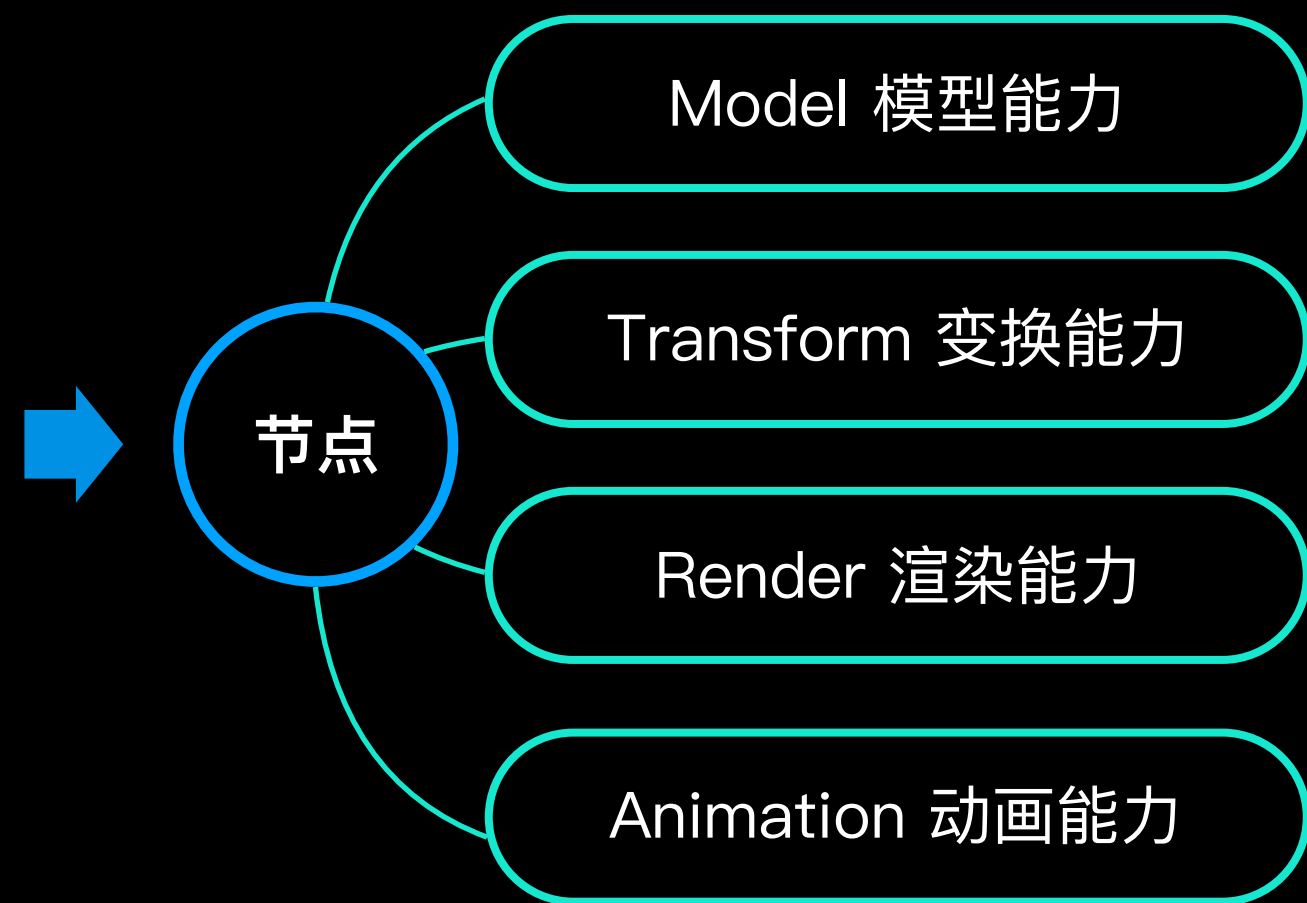 Model 模型能力
Transform 变换能力
节点
Render 渲染能力
Animation 动画能力